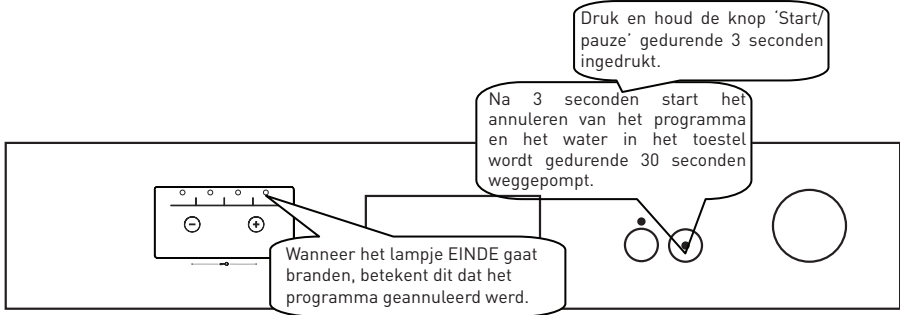 Druk en houd de knop ‘Start/
pauze’ gedurende 3 seconden
ingedrukt.
Na 3 seconden start het
annuleren van het programma
en het water in het toestel
wordt gedurende 30 seconden
weggepompt.
Wanneer het lampje EINDE gaat
branden, betekent dit dat het
programma geannuleerd werd.